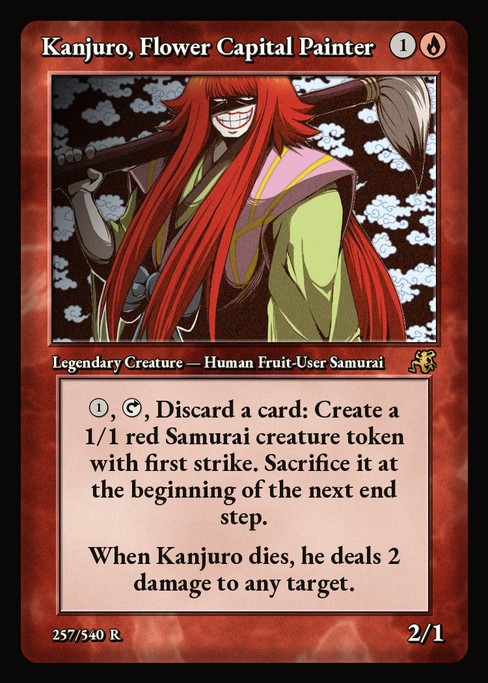 Kanjuro, Flower Capital Painter 1
Legendary Creature — Human Fruit-User Samurai
1, , Discard a card: Create a
1/1 red Samurai creature token
with first strike. Sacrifice it at
the beginning of the next end
step.
When Kanjuro dies, he deals 2
damage to any target.
257/540 R 2/1